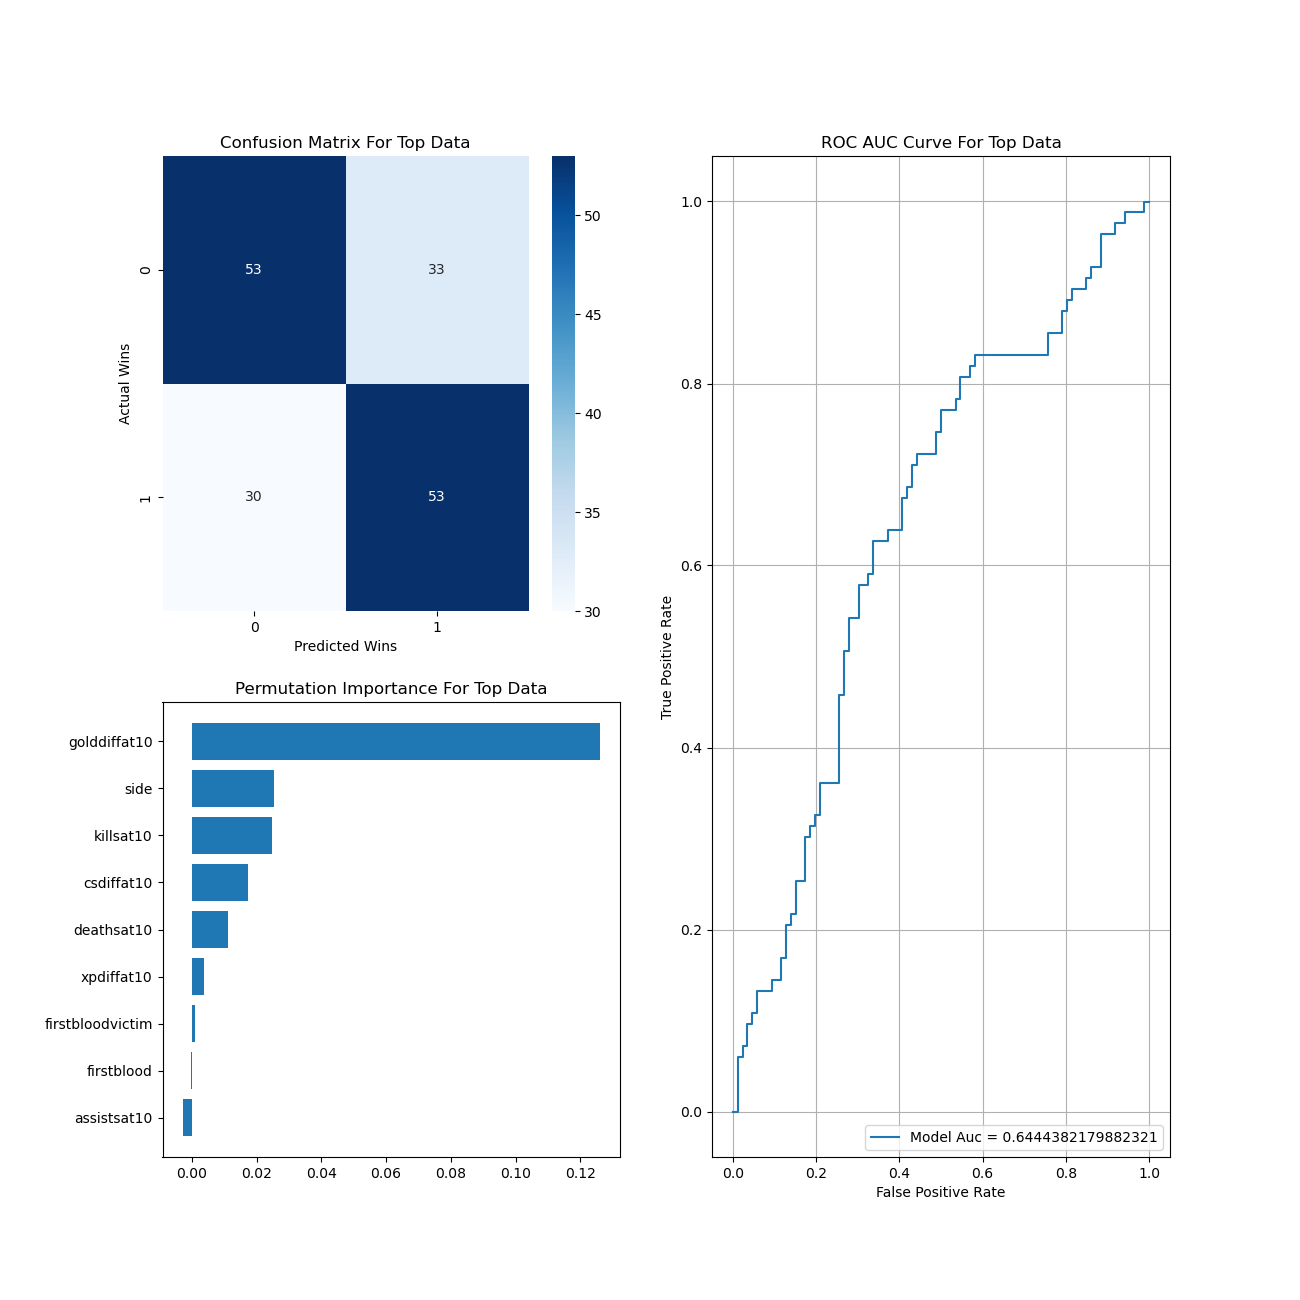 Confusion Matrix For Top Data
53
33
30
53
0
1
Actual Wins
0
1
Predicted Wins
50
45
40
35
30
Permutation Importance For Top Data
golddiffat10
side
killsat10
csdiffat10
deathsat10
xpdiffat10
firstbloodvictim
firstblood
assistsat10
0.00
0.02
0.04
0.06
0.08
0.10
0.12
ROC AUC Curve For Top Data
1.0
0.8
0.6
0.4
0.2
0.0
True Positive Rate
Model Auc = 0.6444382179882321
0.0
0.2
0.4
0.6
0.8
1.0
False Positive Rate